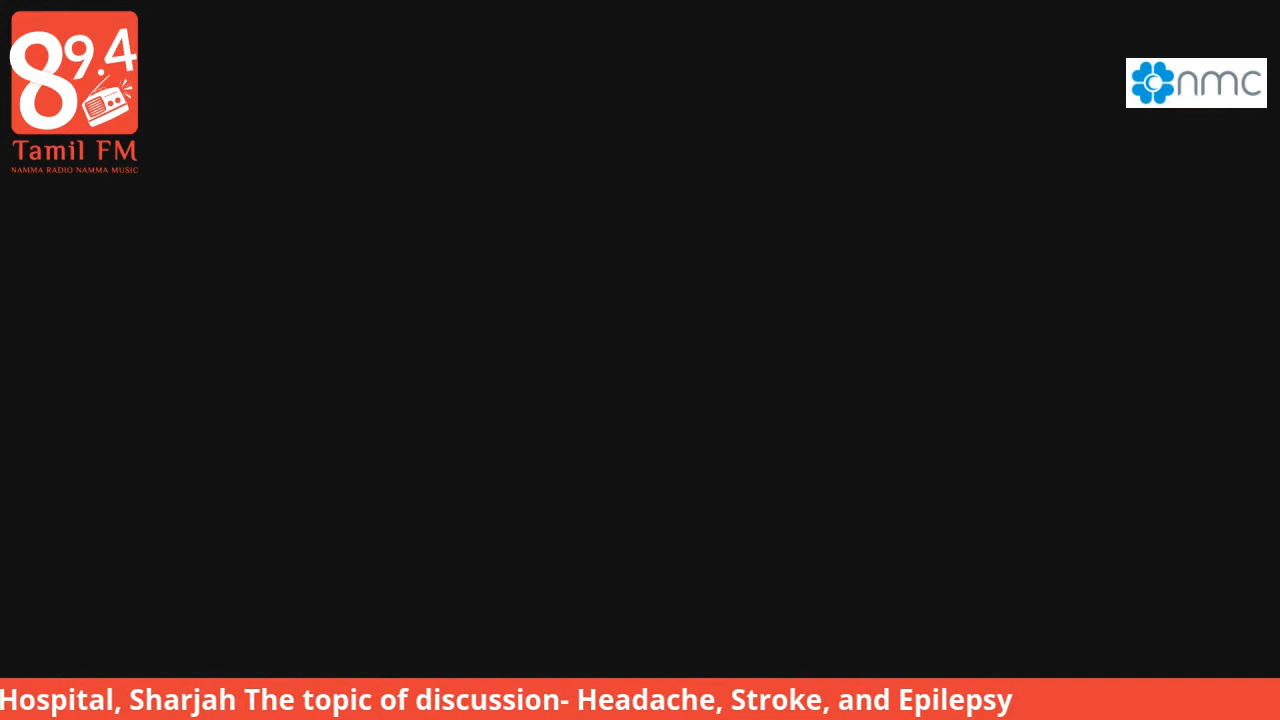 89.4
Tamil FM
NAMMA RADIO NAMMA MUSIC
nmc
Hospital, Sharjah The topic of discussion- Headache, Stroke, and Epilepsy